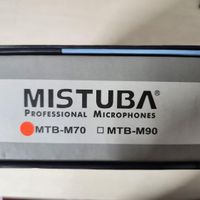 MISTUBA®
PROFESSIONAL MICROPHONES
MTB-M70 MTB-M90